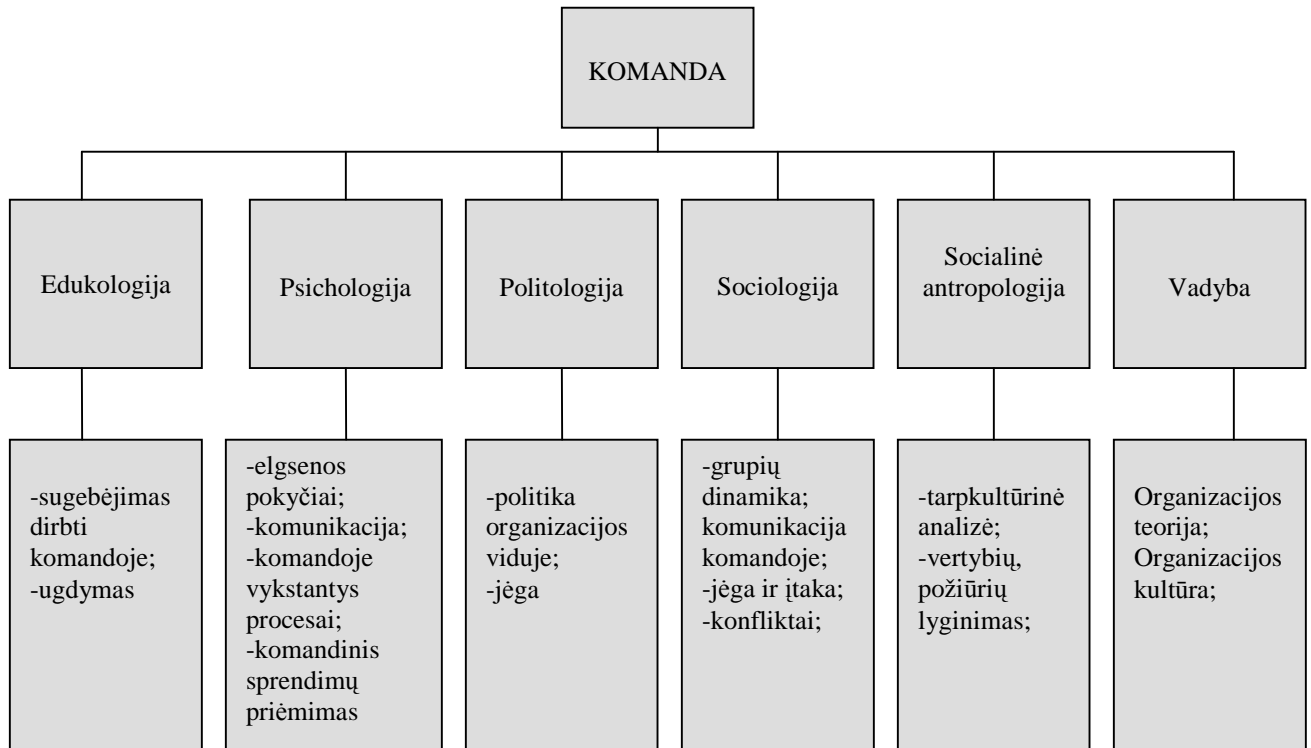 KOMANDA
Edukologija
Psichologija
Politologija
Sociologija
Socialinė
antropologija
Vadyba
-sugebėjimas
dirbti
komandoje;
-ugdymas
-elgsenos
pokyčiai;
-komunikacija;
-komandoje
vykstantys
procesai;
-komandinis
sprendimų
priėmimas
-politika
organizacijos
viduje;
-jėga
-grupių
dinamika;
komunikacija
komandoje;
-jėga ir įtaka;
-konfliktai;
-tarpkultūrinė
analizė;
-vertybių,
požiūrių
lyginimas;
Organizacijos
teorija;
Organizacijos
kultūra;